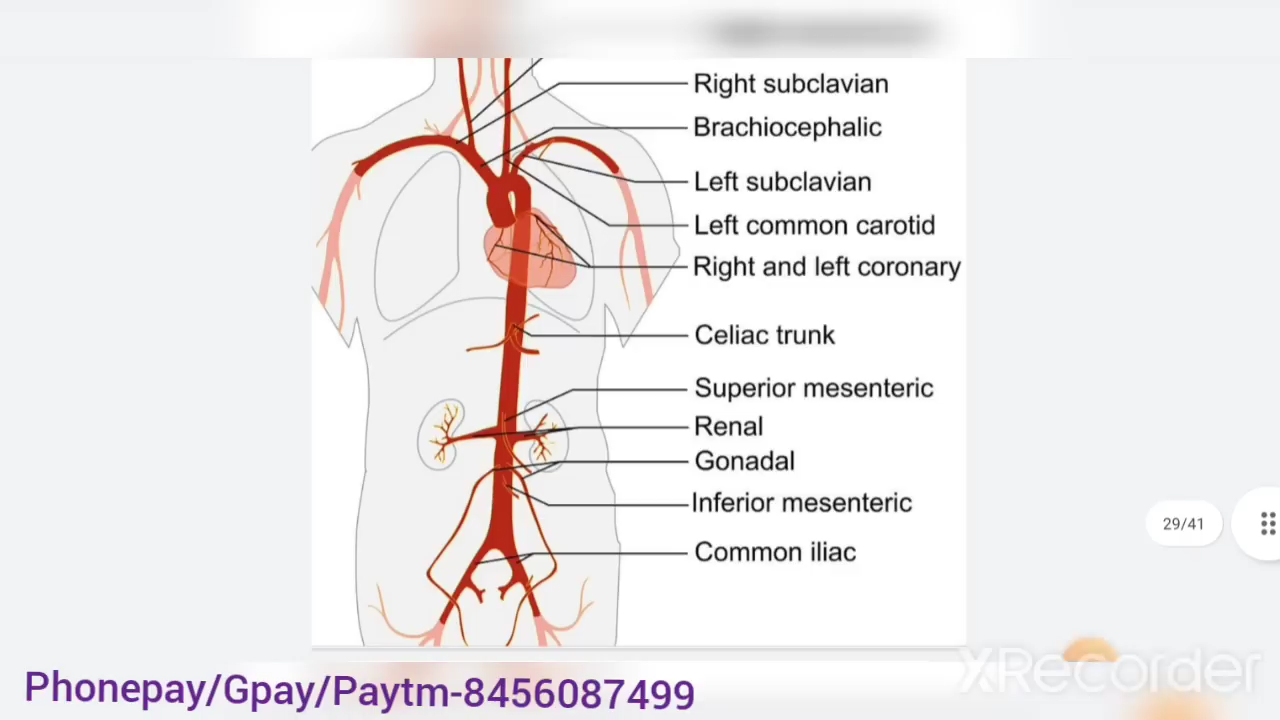 Right subclavian
Brachiocephalic
Left subclavian
Left common carotid
Right and left coronary
Celiac trunk
Superior mesenteric
Renal
Gonadal
Inferior mesenteric
Common iliac
29/41
XRecorder
Phonepay/Gpay/Paytm-8456087499